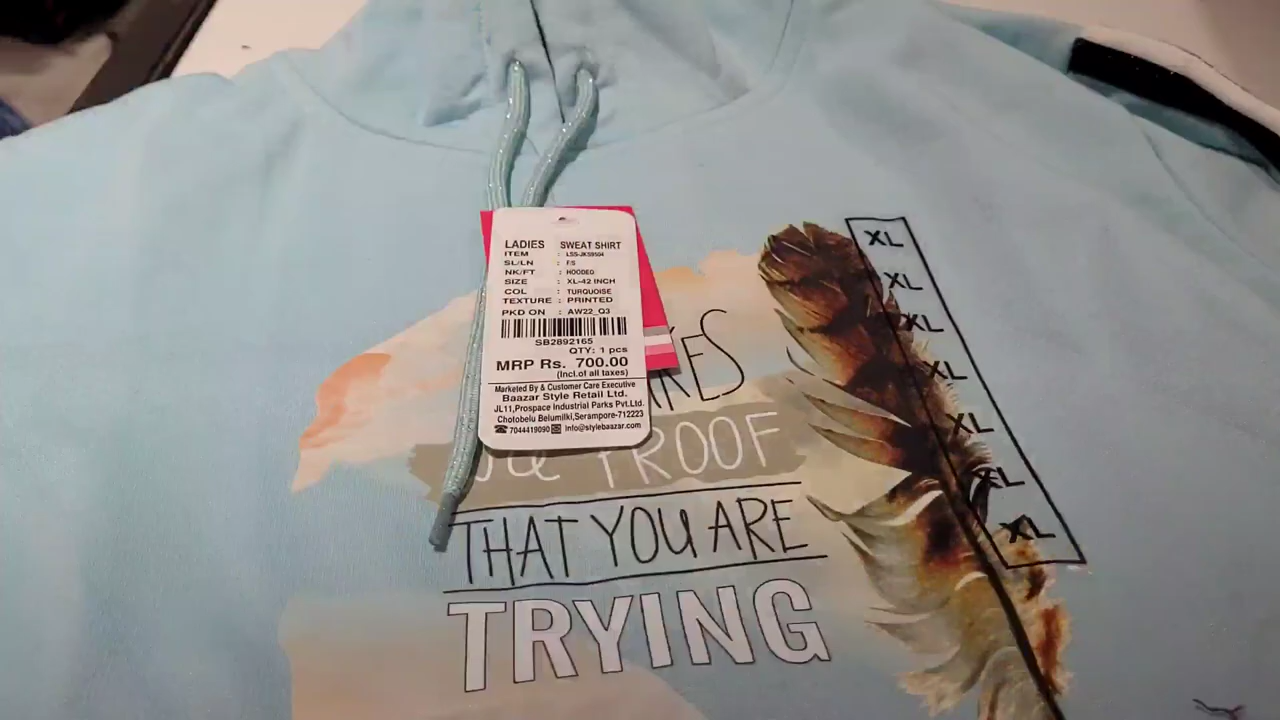 LADIES SWEAT SHIRT
ITEM : LSS-JKS9504
SL/LN : F/S
NK/FT : HOODED
SIZE : XL-42 INCH
COL : TURQUOISE
TEXTURE : PRINTED
PKD ON : AW22_Q3
SB2892165
QTY: 1 pcs
MRP Rs. 700.00
(Incl.of all taxes)
Marketed By & Customer Care Executive
Baazar Style Retail Ltd.
JL11,Prospace Industrial Parks Pvt.Ltd.
Chotobelu Belumilki,Serampore-712223
7044419090 info@stylebaazar.com
PROOF
THAT YOU ARE
TRYING
XL
XL
XL
XL
XL
XL
XL